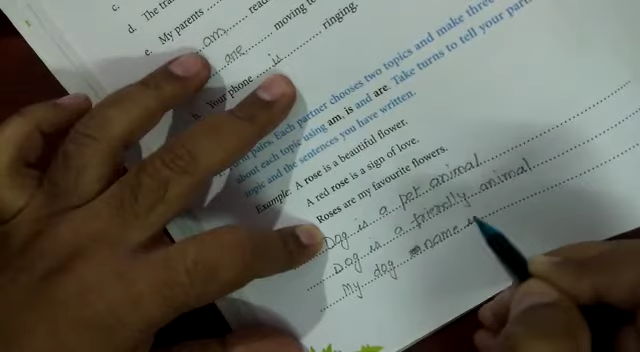 c.
d. The tra
e. My parents ........ rea
am ........ moving to
are
h. Your phone ... is ........ ringing.
in pairs. Each partner chooses two topics and make three
about each topic using am, is and are. Take turns to tell your part
topic and the sentences you have written.
Example: A rose is a beautiful flower.
A red rose is a sign of love.
Roses are my favourite flowers.
Dog is a pet animal
Dog is a friendly animal
My dog name i